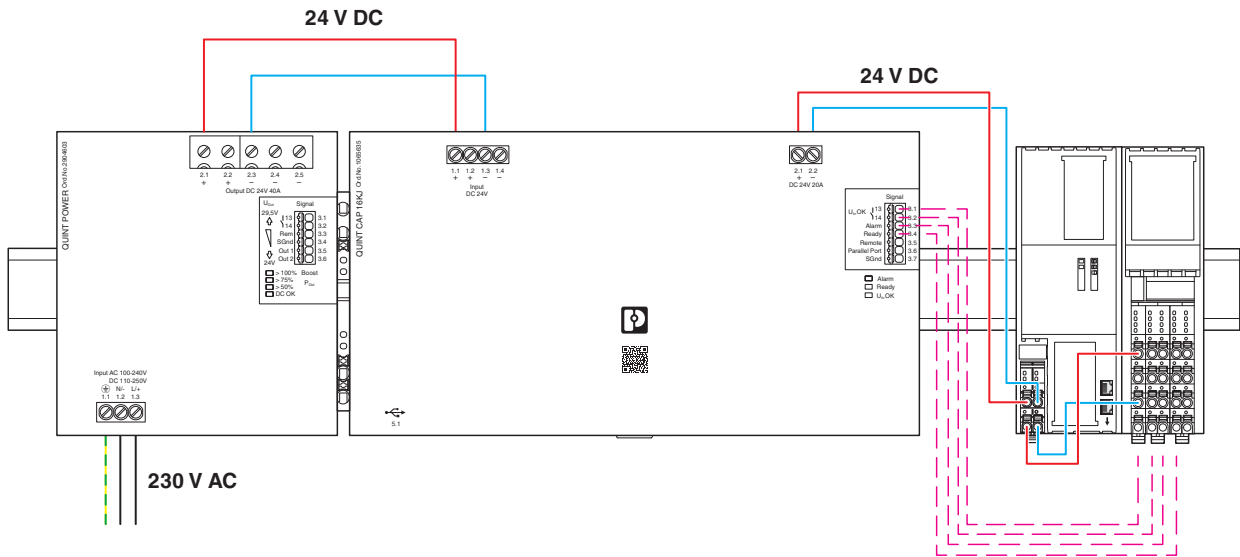 24 V DC
24 V DC
QUINT POWER Ord.No.2904603
2.1 2.2 2.3 2.4 2.5
+ + − − −
Output DC 24V 40A
UOut
29,5V
24V
Signal
13 3.1
14 3.2
Rem 3.3
SGnd 3.4
Out 1 3.5
Out 2 3.6
> 100% Boost
> 75%
> 50%
POut
DC OK
Input AC 100-240V
DC 110-250V
N/- L/+
1.1 1.2 1.3
230 V AC
QUINT CAP 16KJ Ord.No.1065635
1.1 1.2 1.3 1.4
+ + − −
Input
DC 24V
2.1 2.2
+ −
DC 24V 20A
Signal
UIn OK
13 3.1
14 3.2
Alarm 3.3
Ready 3.4
Remote 3.5
Parallel Port 3.6
SGnd 3.7
Alarm
Ready
UIn OK
5.1